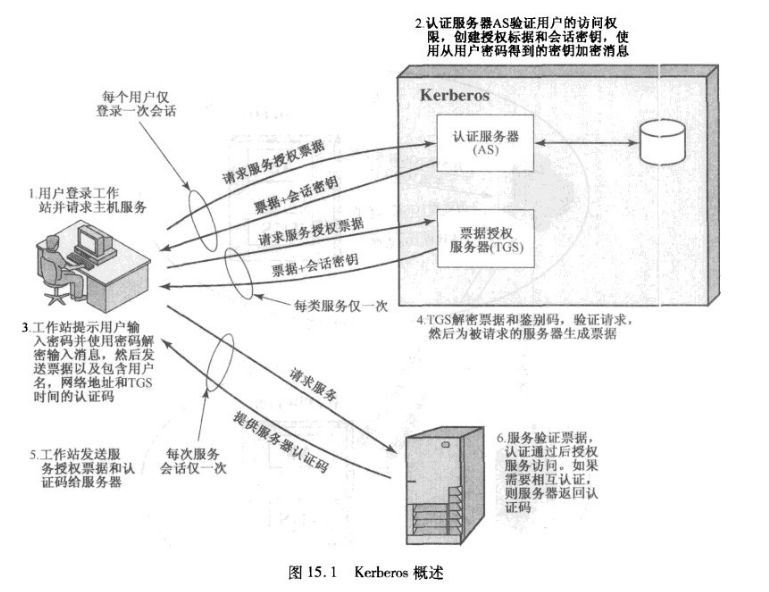 2.认证服务器AS验证用户的访问权
限，创建授权标据和会话密钥，使
用从用户密码得到的密钥加密消息
每个用户仅
登录一次会话
Kerberos
认证服务器
(AS)
请求服务授权票据
票据+会话密钥
1.用户登录工作
站并请求主机服务
请求服务授权票据
票据+会话密钥
票据授权
服务器(TGS)
每类服务仅一次
3.工作站提示用户输
入密码并使用密码解
密输入消息，然后发
送票据以及包含用户
名，网络地址和TGS
时间的认证码
4.TGS解密票据和鉴别码，验证请求，
然后为被请求的服务器生成票据
请求服务
提供服务器认证码
5.工作站发送服
务授权票据和认
证码给服务器
每次服务
会话仅一次
6.服务验证票据，
认证通过后授权
服务访问。如果
需要相互认证，
则服务器返回认
证码
图 15.1 Kerberos 概述